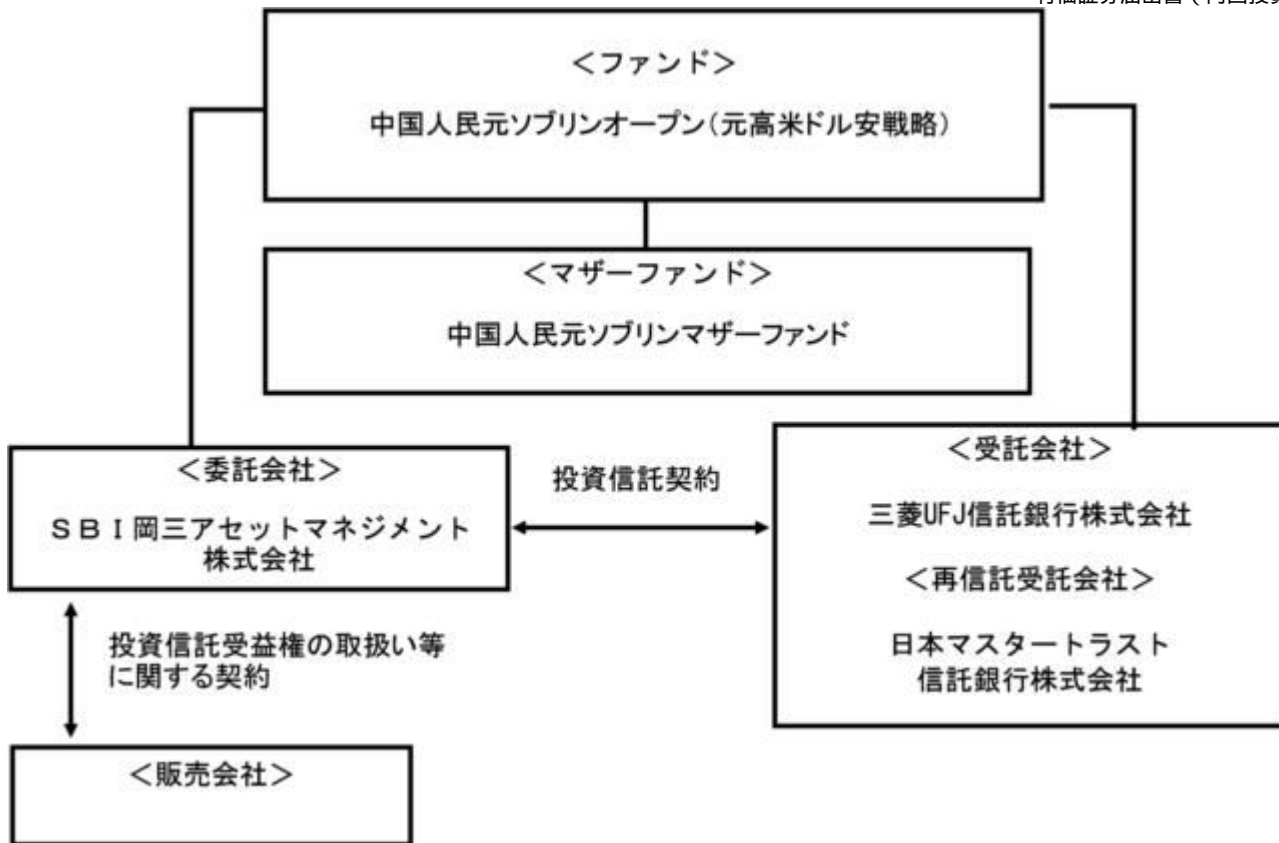 ＜ファンド＞
中国人民元ソブリンオープン（元高米ドル安戦略）
＜マザーファンド＞
中国人民元ソブリンマザーファンド
＜委託会社＞
ＳＢＩ岡三アセットマネジメント
株式会社
投資信託契約
＜受託会社＞
三菱UFJ信託銀行株式会社
＜再信託受託会社＞
日本マスタートラスト
信託銀行株式会社
投資信託受益権の取扱い等
に関する契約
＜販売会社＞